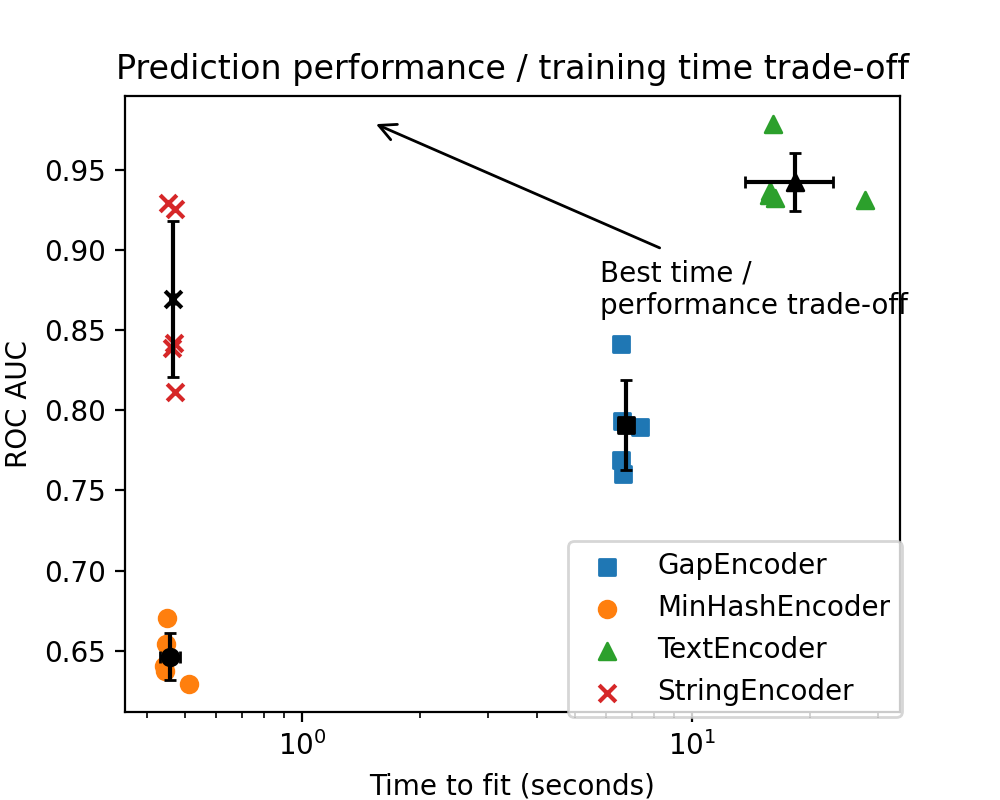 Prediction performance / training time trade-off
ROC AUC
0.95
0.90
0.85
0.80
0.75
0.70
0.65
Best time /
performance trade-off
GapEncoder
MinHashEncoder
TextEncoder
StringEncoder
10⁰
10¹
Time to fit (seconds)